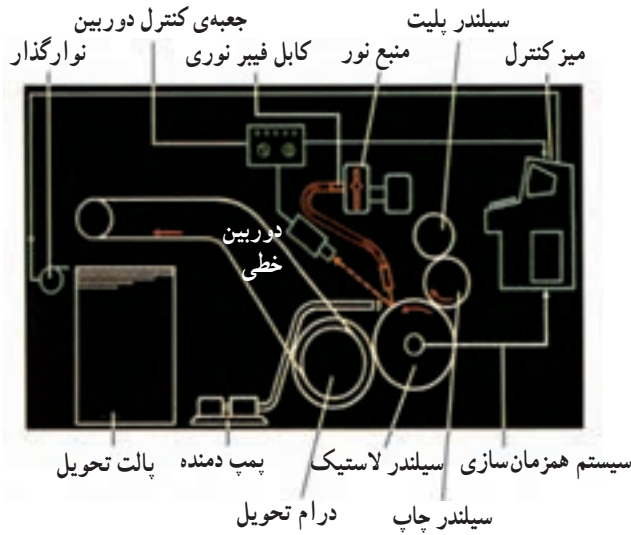 سیلندر پلیت
جعبه‌ی کنترل دوربین
میز کنترل
منبع نور
کابل فیبر نوری
نوارگذار
دوربین
خطی
سیستم همزمان‌سازی
سیلندر لاستیک
پمپ دمنده
پالت تحویل
سیلندر چاپ
درام تحویل